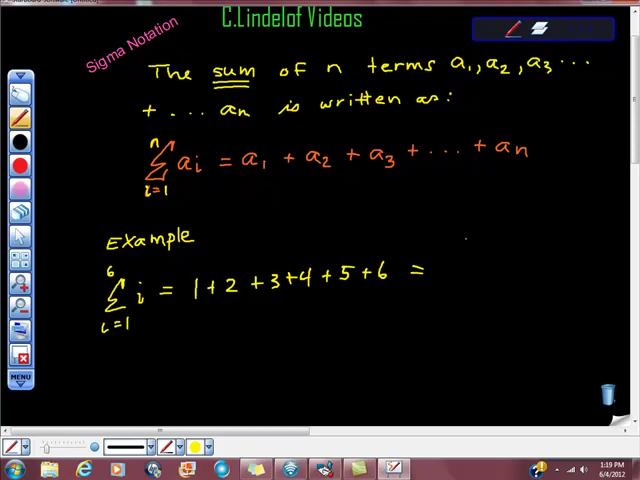 C.Lindelof Videos
Sigma Notation
The sum of n terms a₁, a₂, a₃ ...
+ ... aₙ is written as:
n
∑ aᵢ = a₁ + a₂ + a₃ + ... + aₙ
i=1
Example
6
∑ i = 1 + 2 + 3 + 4 + 5 + 6 =
i=1
MENU
1:19 PM
6/4/2012